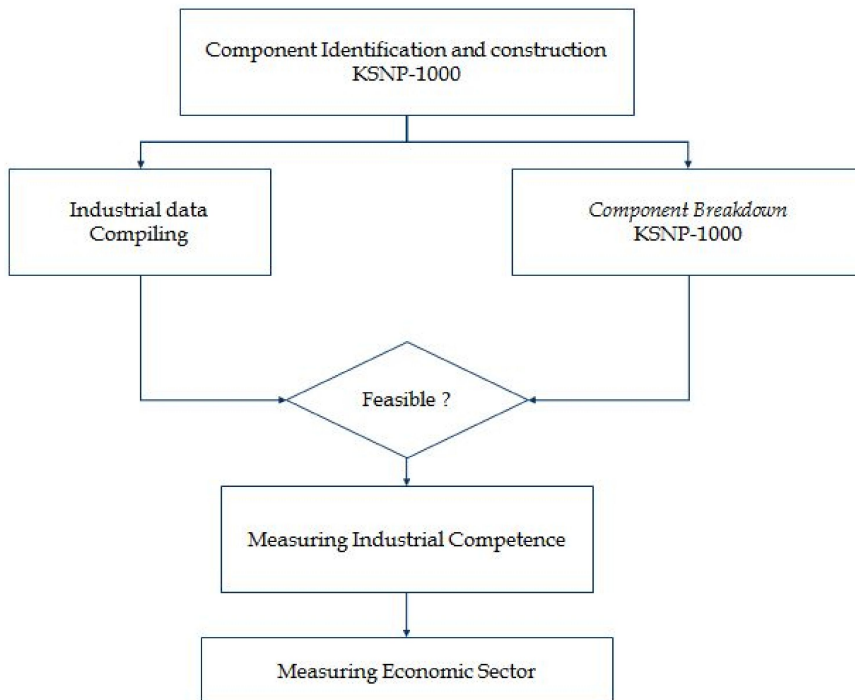 Component Identification and construction
KSNP-1000
Industrial data
Compiling
Component Breakdown
KSNP-1000
Feasible ?
Measuring Industrial Competence
Measuring Economic Sector